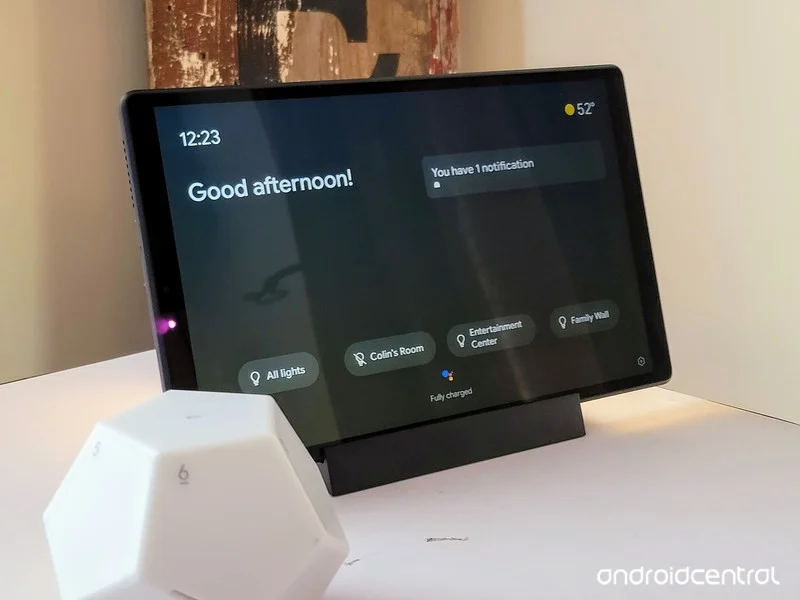 12:23
52°
Good afternoon!
You have 1 notification
All lights
Colin's Room
Entertainment
Center
Family Wall
Fully charged
5
6
androidcentral